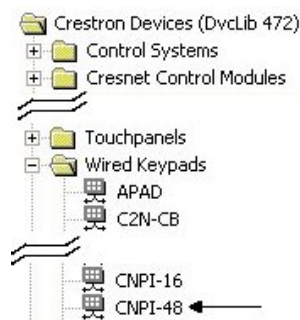 Crestron Devices (DvcLib 472)
Control Systems
Cresnet Control Modules
Touchpanels
Wired Keypads
APAD
C2N-CB
CNPI-16
CNPI-48